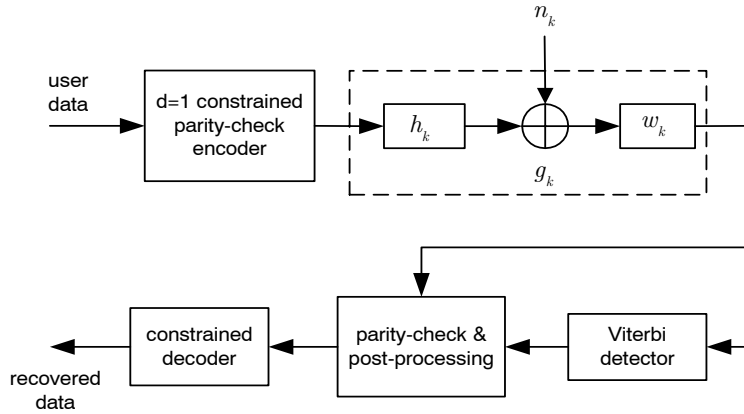 n_k
user
data
d=1 constrained
parity-check
encoder
h_k
w_k
g_k
constrained
decoder
parity-check &
post-processing
Viterbi
detector
recovered
data